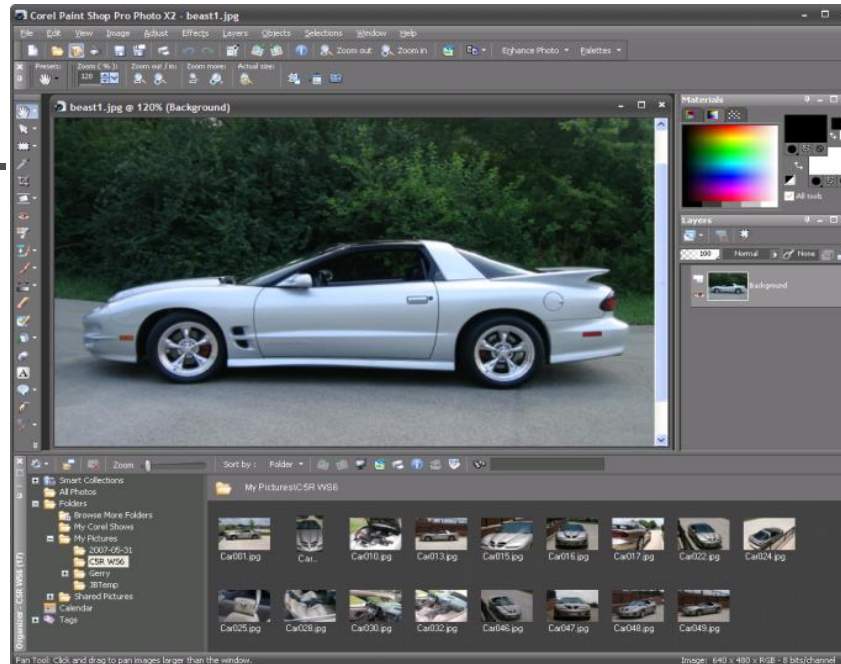 Corel Paint Shop Pro Photo X2 - beast1.jpg
File Edit View Image Adjust Effects Layers Objects Selections Window Help
Zoom out Zoom in Enhance Photo Palettes
Presets: Zoom ( % ): Zoom out / in: Zoom more: Actual size:
120
beast1.jpg @ 120% (Background)
Materials
All tools
Layers
100 Normal None
Background
Zoom Sort by : Folder
Smart Collections
All Photos
Folders
Browse More Folders
My Corel Shows
My Pictures
2007-05-31
C5R WS6
Gerry
JBTemp
Shared Pictures
Calendar
Tags
Organizer - C5R WS6 (17)
My Pictures\C5R WS6
Car001.jpg Car... Car010.jpg Car013.jpg Car015.jpg Car016.jpg Car017.jpg Car022.jpg Car024.jpg
Car025.jpg Car028.jpg Car030.jpg Car032.jpg Car046.jpg Car047.jpg Car048.jpg Car049.jpg
Pan Tool: Click and drag to pan images larger than the window.
Image: 640 x 480 x RGB - 8 bits/channel